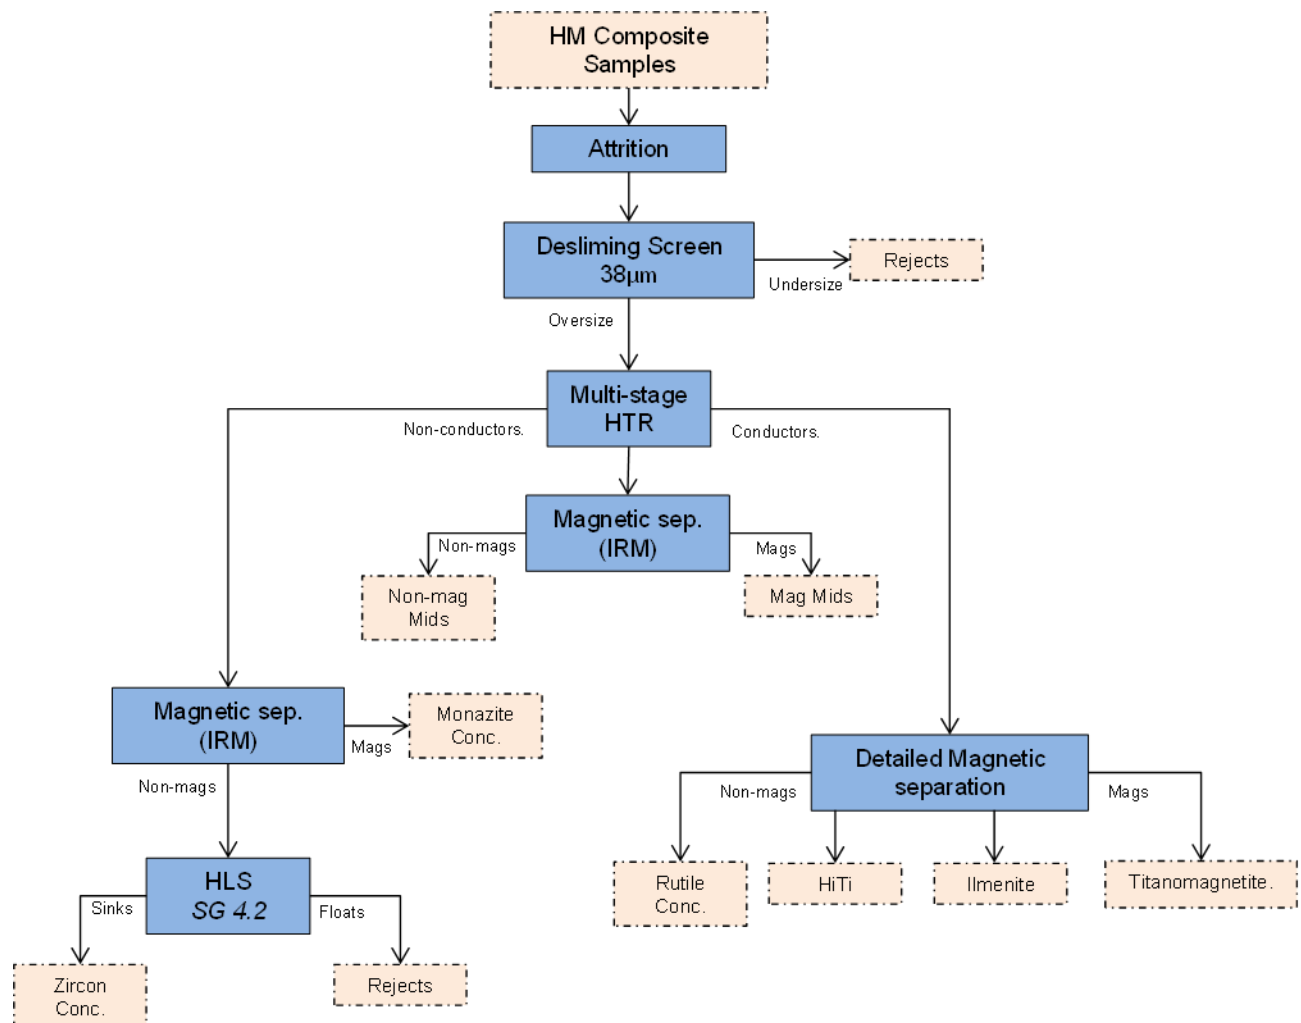 HM Composite
Samples
Attrition
Desliming Screen
38µm
Undersize
Rejects
Oversize
Multi-stage
HTR
Non-conductors.
Conductors.
Magnetic sep.
(IRM)
Non-mags
Mags
Non-mag
Mids
Mag Mids
Magnetic sep.
(IRM)
Mags
Monazite
Conc.
Non-mags
Detailed Magnetic
separation
Non-mags
Mags
Rutile
Conc.
HiTi
Ilmenite
Titanomagnetite.
HLS
SG 4.2
Sinks
Floats
Zircon
Conc.
Rejects